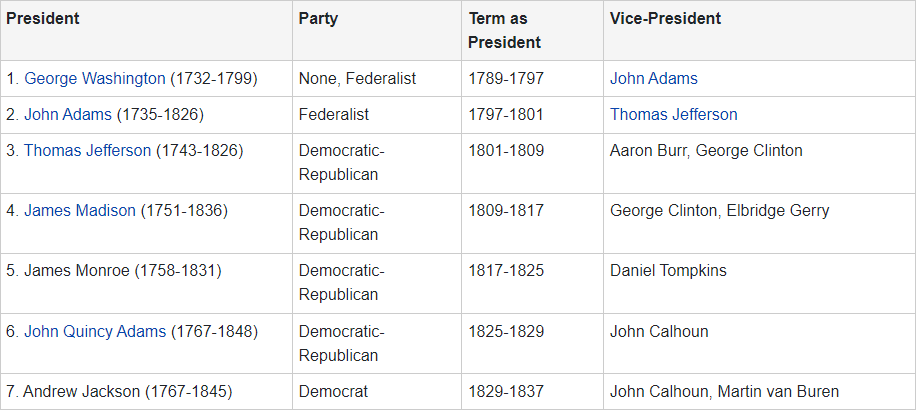 President Party Term as Vice-President
President
1. George Washington (1732-1799) None, Federalist 1789-1797 John Adams
2. John Adams (1735-1826) Federalist 1797-1801 Thomas Jefferson
3. Thomas Jefferson (1743-1826) Democratic- 1801-1809 Aaron Burr, George Clinton
Republican
4. James Madison (1751-1836) Democratic- 1809-1817 George Clinton, Elbridge Gerry
Republican
5. James Monroe (1758-1831) Democratic- 1817-1825 Daniel Tompkins
Republican
6. John Quincy Adams (1767-1848) Democratic- 1825-1829 John Calhoun
Republican
7. Andrew Jackson (1767-1845) Democrat 1829-1837 John Calhoun, Martin van Buren